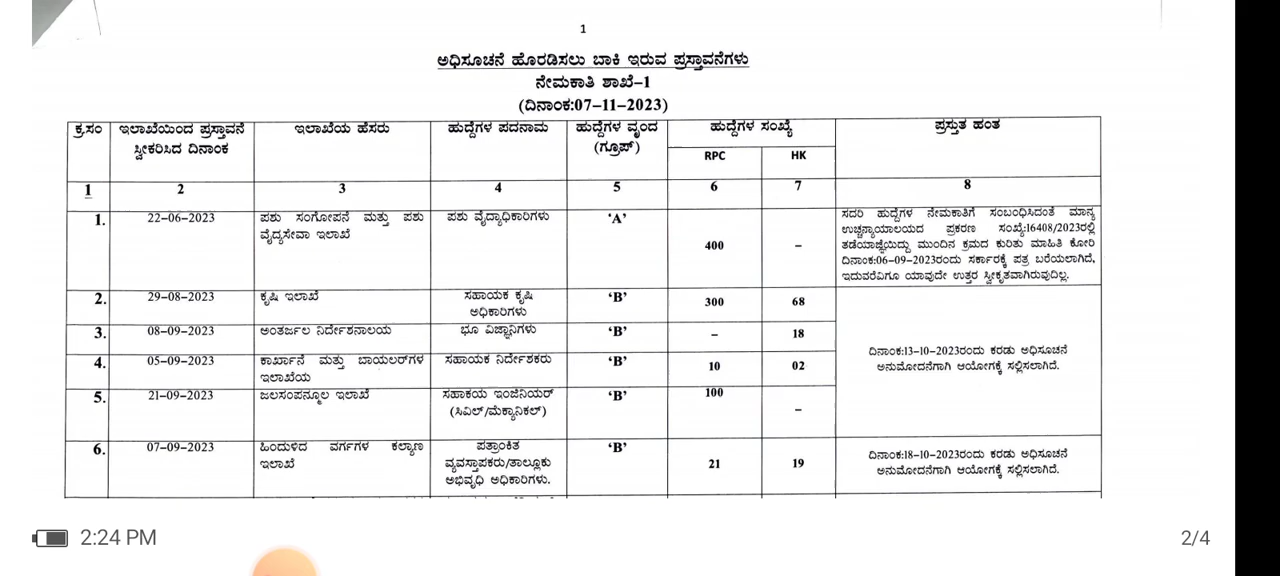 1
ಅಧಿಸೂಚನೆ ಹೊರಡಿಸಲು ಬಾಕಿ ಇರುವ ಪ್ರಸ್ತಾವನೆಗಳು
ನೇಮಕಾತಿ ಶಾಖೆ-1
(ದಿನಾಂಕ:07-11-2023)
ಕ್ರ.ಸಂ ಇಲಾಖೆಯಿಂದ ಪ್ರಸ್ತಾವನೆ ಇಲಾಖೆಯ ಹೆಸರು ಹುದ್ದೆಗಳ ಪದನಾಮ ಹುದ್ದೆಗಳ ವೃಂದ ಹುದ್ದೆಗಳ ಸಂಖ್ಯೆ ಪ್ರಸ್ತುತ ಹಂತ
ಸ್ವೀಕರಿಸಿದ ದಿನಾಂಕ (ಗ್ರೂಪ್) RPC HK
1 2 3 4 5 6 7 8
1. 22-06-2023 ಪಶು ಸಂಗೋಪನೆ ಮತ್ತು ಪಶು ಪಶು ವೈದ್ಯಾಧಿಕಾರಿಗಳು 'A' ಸದರಿ ಹುದ್ದೆಗಳ ನೇಮಕಾತಿಗೆ ಸಂಬಂಧಿಸಿದಂತೆ ಮಾನ್ಯ
ವೈದ್ಯಸೇವಾ ಇಲಾಖೆ ಉಚ್ಛನ್ಯಾಯಾಲಯದ ಪ್ರಕರಣ ಸಂಖ್ಯೆ:16408/2023ರಲ್ಲಿ
400 – ತಡೆಯಾಜ್ಞೆಯಿದ್ದು ಮುಂದಿನ ಕ್ರಮದ ಕುರಿತು ಮಾಹಿತಿ ಕೋರಿ
ದಿನಾಂಕ:06-09-2023ರಂದು ಸರ್ಕಾರಕ್ಕೆ ಪತ್ರ ಬರೆಯಲಾಗಿದೆ,
ಇದುವರೆವಿಗೂ ಯಾವುದೇ ಉತ್ತರ ಸ್ವೀಕೃತವಾಗಿರುವುದಿಲ್ಲ.
2. 29-08-2023 ಕೃಷಿ ಇಲಾಖೆ ಸಹಾಯಕ ಕೃಷಿ 'B' 300 68
ಅಧಿಕಾರಿಗಳು
3. 08-09-2023 ಅಂತರ್ಜಲ ನಿರ್ದೇಶನಾಲಯ ಭೂ ವಿಜ್ಞಾನಿಗಳು 'B' – 18
ದಿನಾಂಕ:13-10-2023ರಂದು ಕರಡು ಅಧಿಸೂಚನೆ
4. 05-09-2023 ಕಾರ್ಖಾನೆ ಮತ್ತು ಬಾಯಲರ್‌ಗಳ ಸಹಾಯಕ ನಿರ್ದೇಶಕರು 'B' 10 02 ಅನುಮೋದನೆಗಾಗಿ ಆಯೋಗಕ್ಕೆ ಸಲ್ಲಿಸಲಾಗಿದೆ.
ಇಲಾಖೆಯ
5. 21-09-2023 ಜಲಸಂಪನ್ಮೂಲ ಇಲಾಖೆ ಸಹಾಕಯ ಇಂಜಿನಿಯರ್ 'B' 100 –
(ಸಿವಿಲ್/ಮೆಕ್ಯಾನಿಕಲ್)
6. 07-09-2023 ಹಿಂದುಳಿದ ವರ್ಗಗಳ ಕಲ್ಯಾಣ ಪತ್ರಾಂಕಿತ 'B' ದಿನಾಂಕ:18-10-2023ರಂದು ಕರಡು ಅಧಿಸೂಚನೆ
ಇಲಾಖೆ ವ್ಯವಸ್ತಾಪಕರು/ತಾಲ್ಲೂಕು 21 19 ಅನುಮೋದನೆಗಾಗಿ ಆಯೋಗಕ್ಕೆ ಸಲ್ಲಿಸಲಾಗಿದೆ.
ಅಭಿವೃಧಿ ಅಧಿಕಾರಿಗಳು.
2:24 PM 2/4